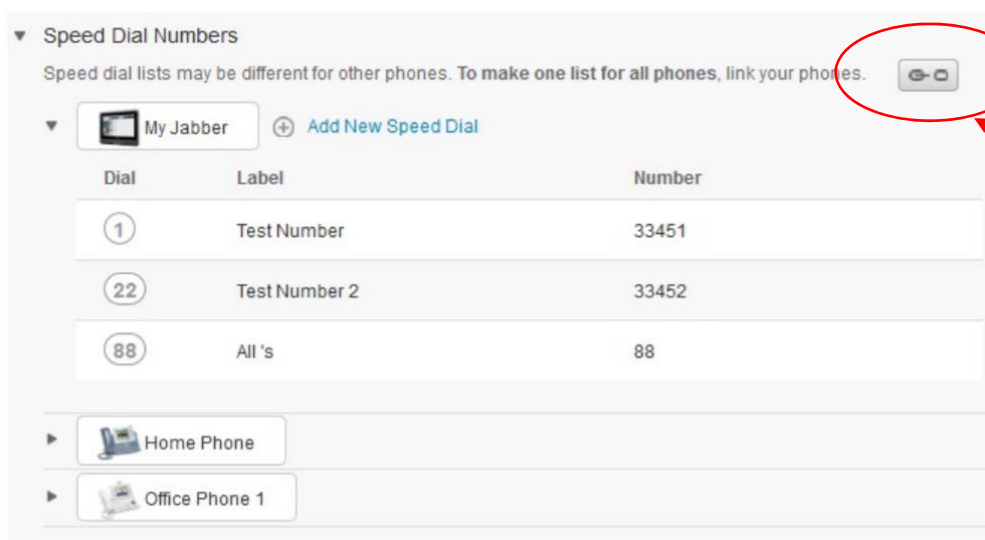 Speed Dial Numbers
Speed dial lists may be different for other phones. To make one list for all phones, link your phones.
My Jabber Add New Speed Dial
Dial Label Number
1 Test Number 33451
22 Test Number 2 33452
88 All 's 88
Home Phone
Office Phone 1